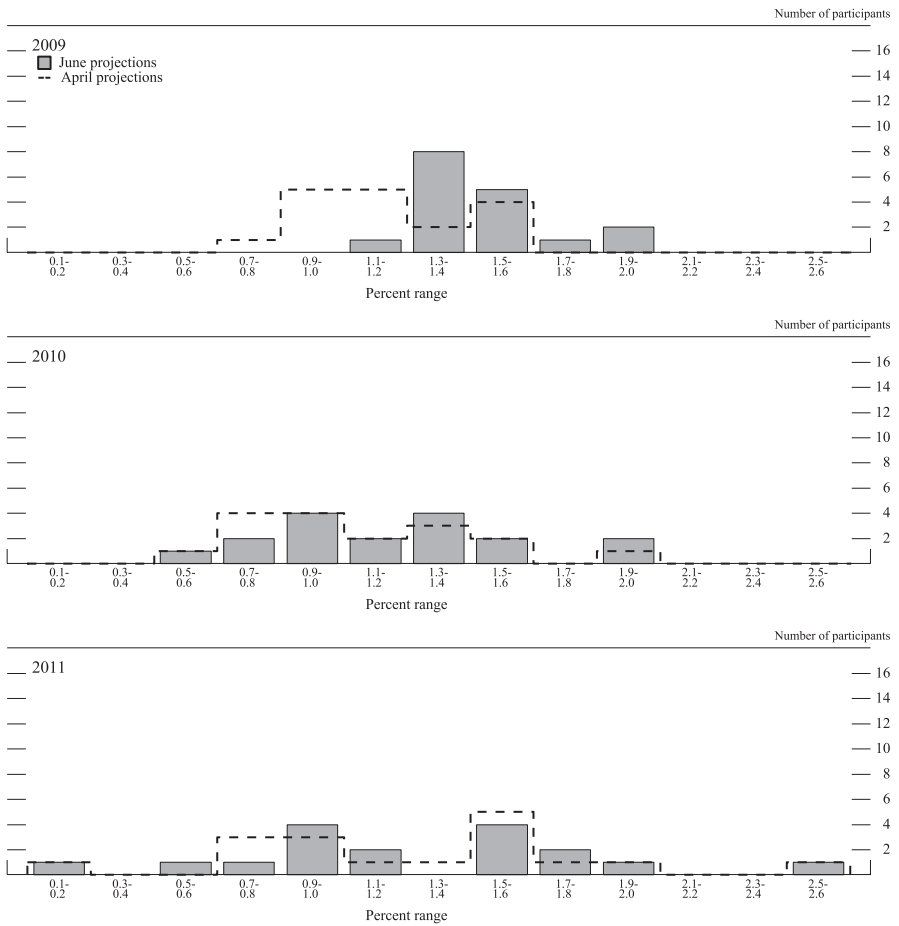 Number of participants
2009
June projections
April projections
16
14
12
10
8
6
4
2
0.1- 0.3- 0.5- 0.7- 0.9- 1.1- 1.3- 1.5- 1.7- 1.9- 2.1- 2.3- 2.5-
0.2 0.4 0.6 0.8 1.0 1.2 1.4 1.6 1.8 2.0 2.2 2.4 2.6
Percent range
Number of participants
2010
16
14
12
10
8
6
4
2
0.1- 0.3- 0.5- 0.7- 0.9- 1.1- 1.3- 1.5- 1.7- 1.9- 2.1- 2.3- 2.5-
0.2 0.4 0.6 0.8 1.0 1.2 1.4 1.6 1.8 2.0 2.2 2.4 2.6
Percent range
Number of participants
2011
16
14
12
10
8
6
4
2
0.1- 0.3- 0.5- 0.7- 0.9- 1.1- 1.3- 1.5- 1.7- 1.9- 2.1- 2.3- 2.5-
0.2 0.4 0.6 0.8 1.0 1.2 1.4 1.6 1.8 2.0 2.2 2.4 2.6
Percent range